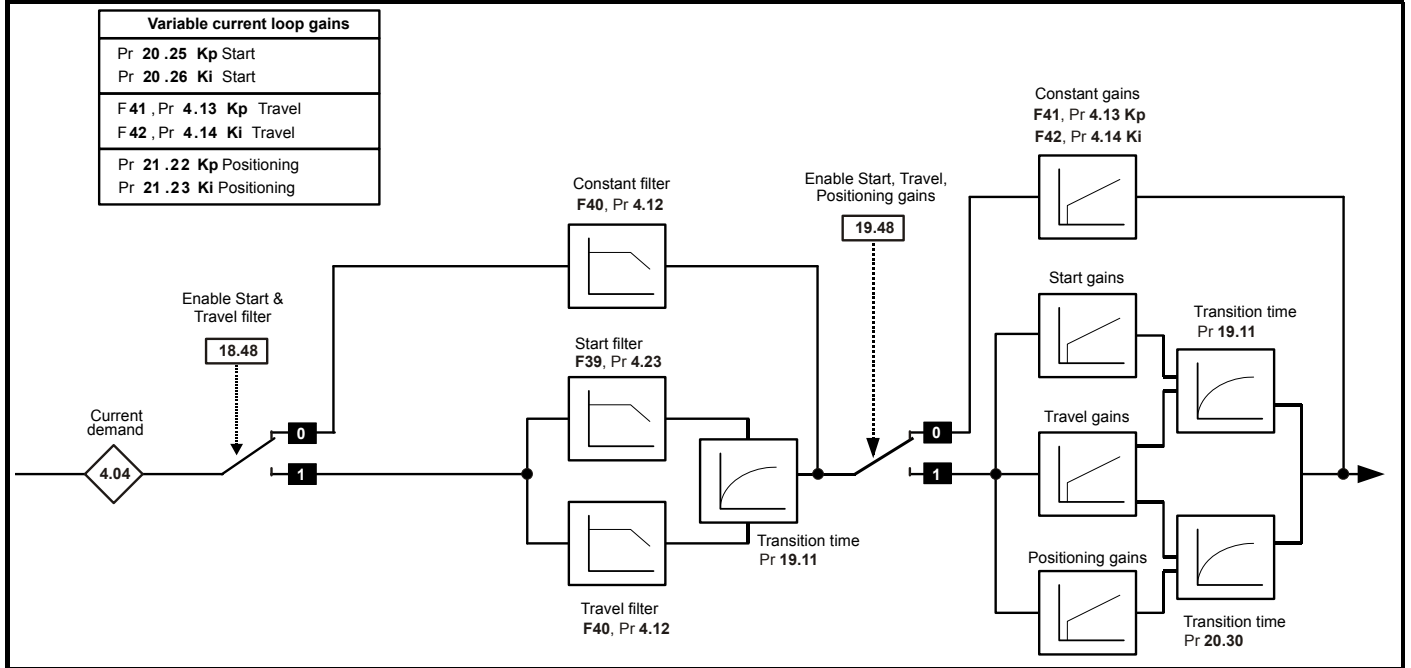 Variable current loop gains
Pr 20 .25 Kp Start
Pr 20 .26 Ki Start
F 41 , Pr 4.13 Kp Travel
F 42 , Pr 4.14 Ki Travel
Pr 21 .22 Kp Positioning
Pr 21 .23 Ki Positioning
Current
demand
4.04
Enable Start &
Travel filter
18.48
0
1
Constant filter
F40, Pr 4.12
Start filter
F39, Pr 4.23
Travel filter
F40, Pr 4.12
Transition time
Pr 19.11
Enable Start, Travel,
Positioning gains
19.48
0
1
Constant gains
F41, Pr 4.13 Kp
F42, Pr 4.14 Ki
Start gains
Travel gains
Positioning gains
Transition time
Pr 19.11
Transition time
Pr 20.30